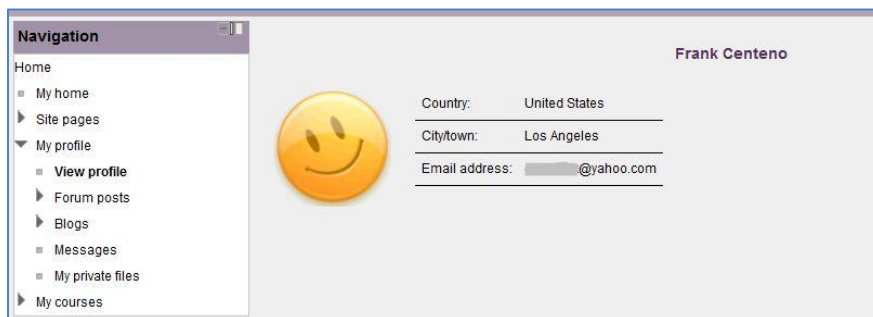 Navigation
Home
My home
Site pages
My profile
View profile
Forum posts
Blogs
Messages
My private files
My courses
Frank Centeno
Country: United States
City/town: Los Angeles
Email address: @yahoo.com